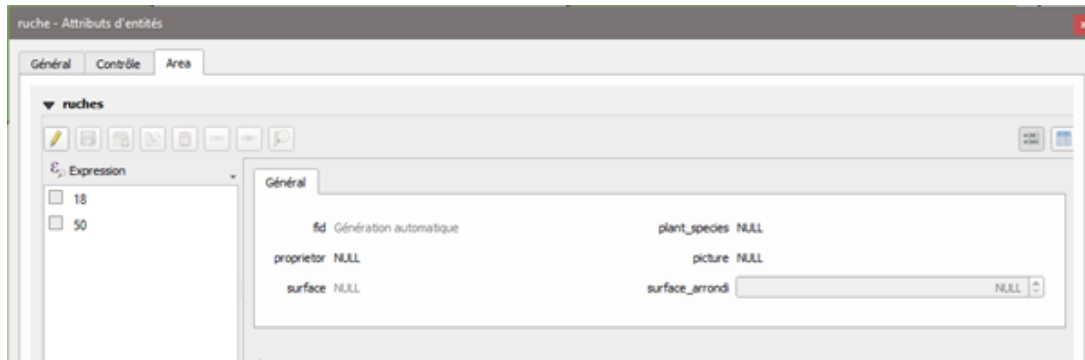 ruche - Attributs d'entités
Général Contrôle Area
ruches
Expression
18
50
Général
fid Génération automatique plant_species NULL
proprietor NULL picture NULL
surface NULL surface_arrondi NULL